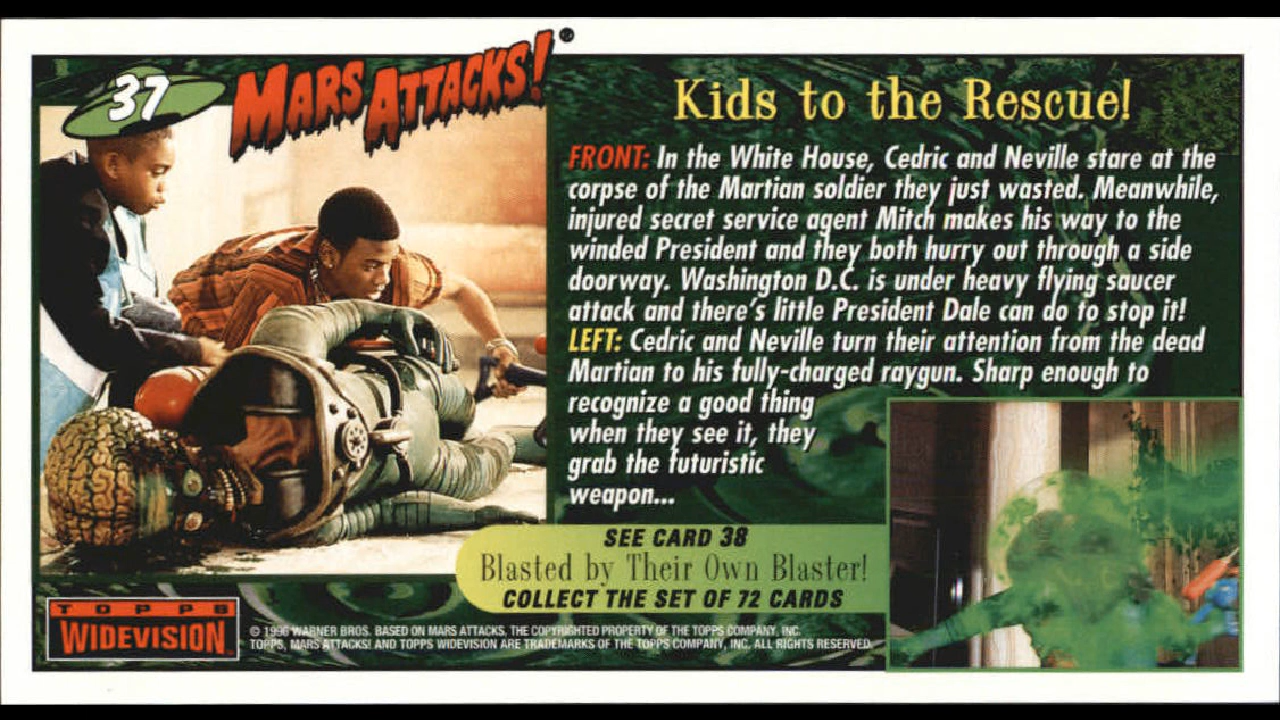 37
MARS ATTACKS!
Kids to the Rescue!
FRONT: In the White House, Cedric and Neville stare at the
corpse of the Martian soldier they just wasted. Meanwhile,
injured secret service agent Mitch makes his way to the
winded President and they both hurry out through a side
doorway. Washington D.C. is under heavy flying saucer
attack and there's little President Dale can do to stop it!
LEFT: Cedric and Neville turn their attention from the dead
Martian to his fully-charged raygun. Sharp enough to
recognize a good thing
when they see it, they
grab the futuristic
weapon...
SEE CARD 38
Blasted by Their Own Blaster!
COLLECT THE SET OF 72 CARDS
TOPPS
WIDEVISION
© 1996 WARNER BROS. BASED ON MARS ATTACKS. THE COPYRIGHTED PROPERTY OF THE TOPPS COMPANY, INC.
TOPPS, MARS ATTACKS! AND TOPPS WIDEVISION ARE TRADEMARKS OF THE TOPPS COMPANY, INC. ALL RIGHTS RESERVED.